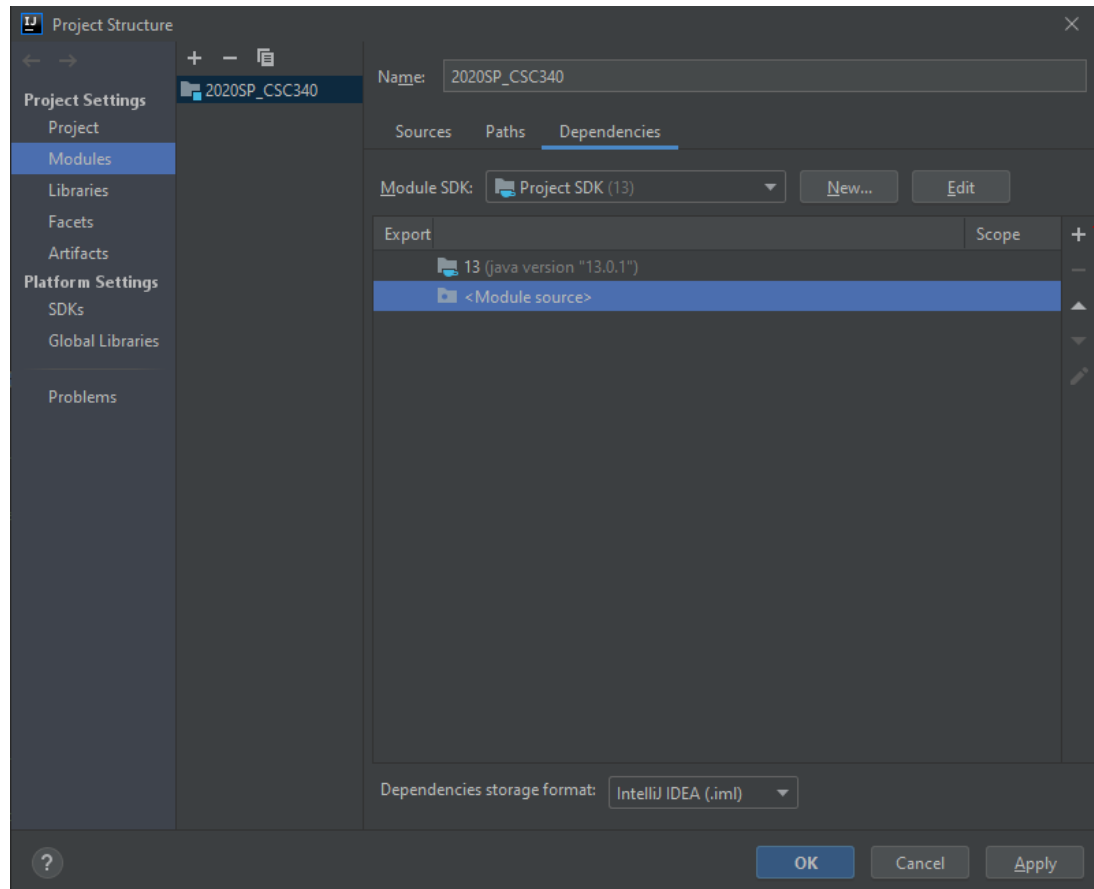 Project Structure
Project Settings
Project
Modules
Libraries
Facets
Artifacts
Platform Settings
SDKs
Global Libraries
Problems
2020SP_CSC340
Name: 2020SP_CSC340
Sources Paths Dependencies
Module SDK: Project SDK (13) New... Edit
Export Scope
13 (java version "13.0.1")
<Module source>
Dependencies storage format: IntelliJ IDEA (.iml)
? OK Cancel Apply